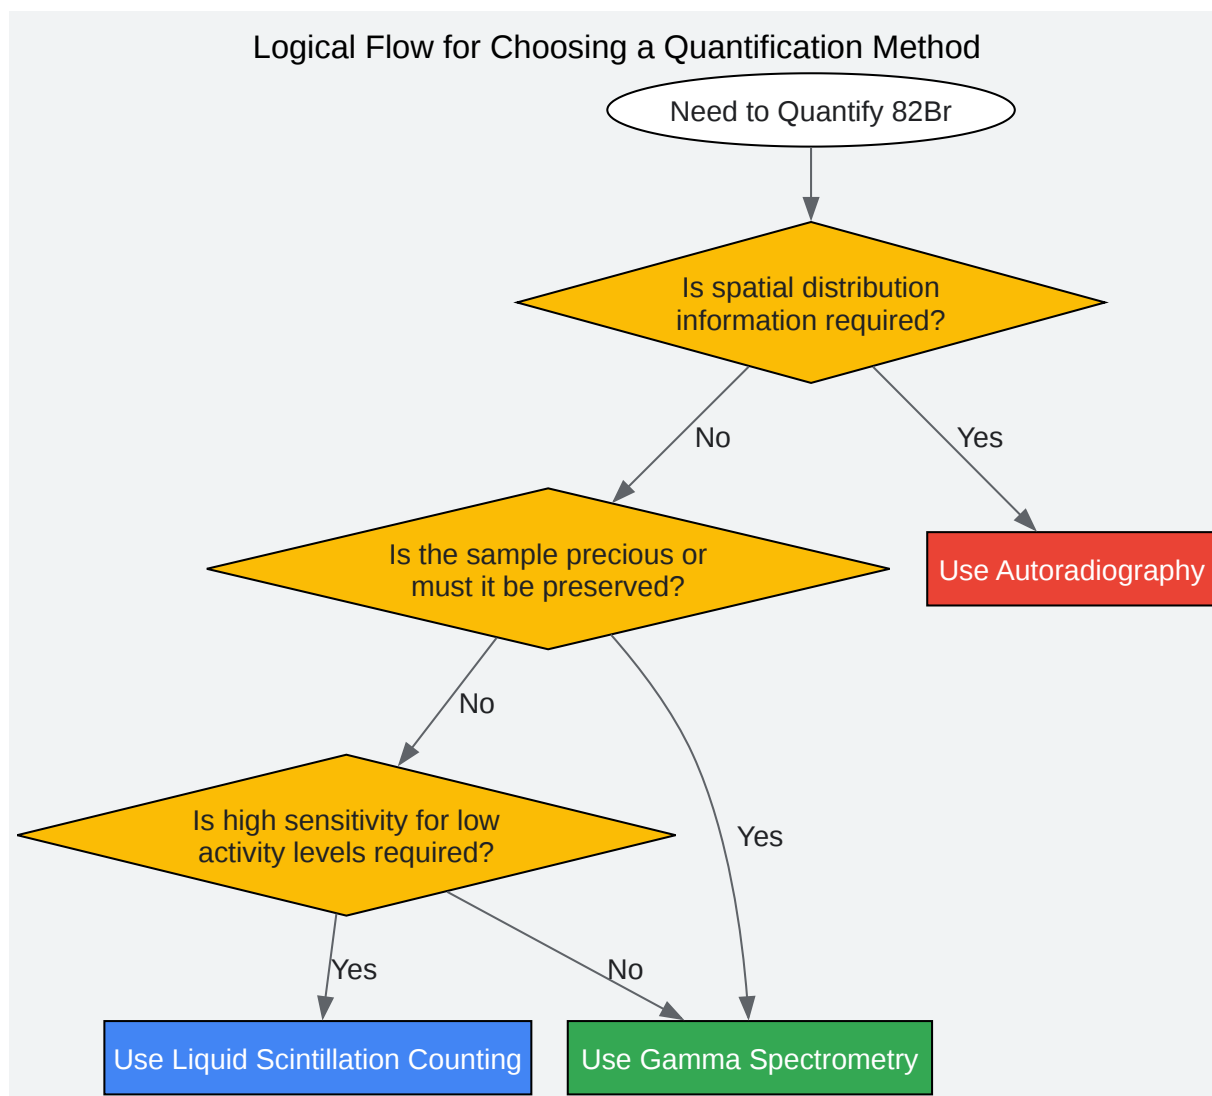 Logical Flow for Choosing a Quantification Method
Need to Quantify 82Br
Is spatial distribution
information required?
No
Yes
Is the sample precious or
must it be preserved?
Use Autoradiography
No
Yes
Is high sensitivity for low
activity levels required?
Yes
No
Use Liquid Scintillation Counting
Use Gamma Spectrometry